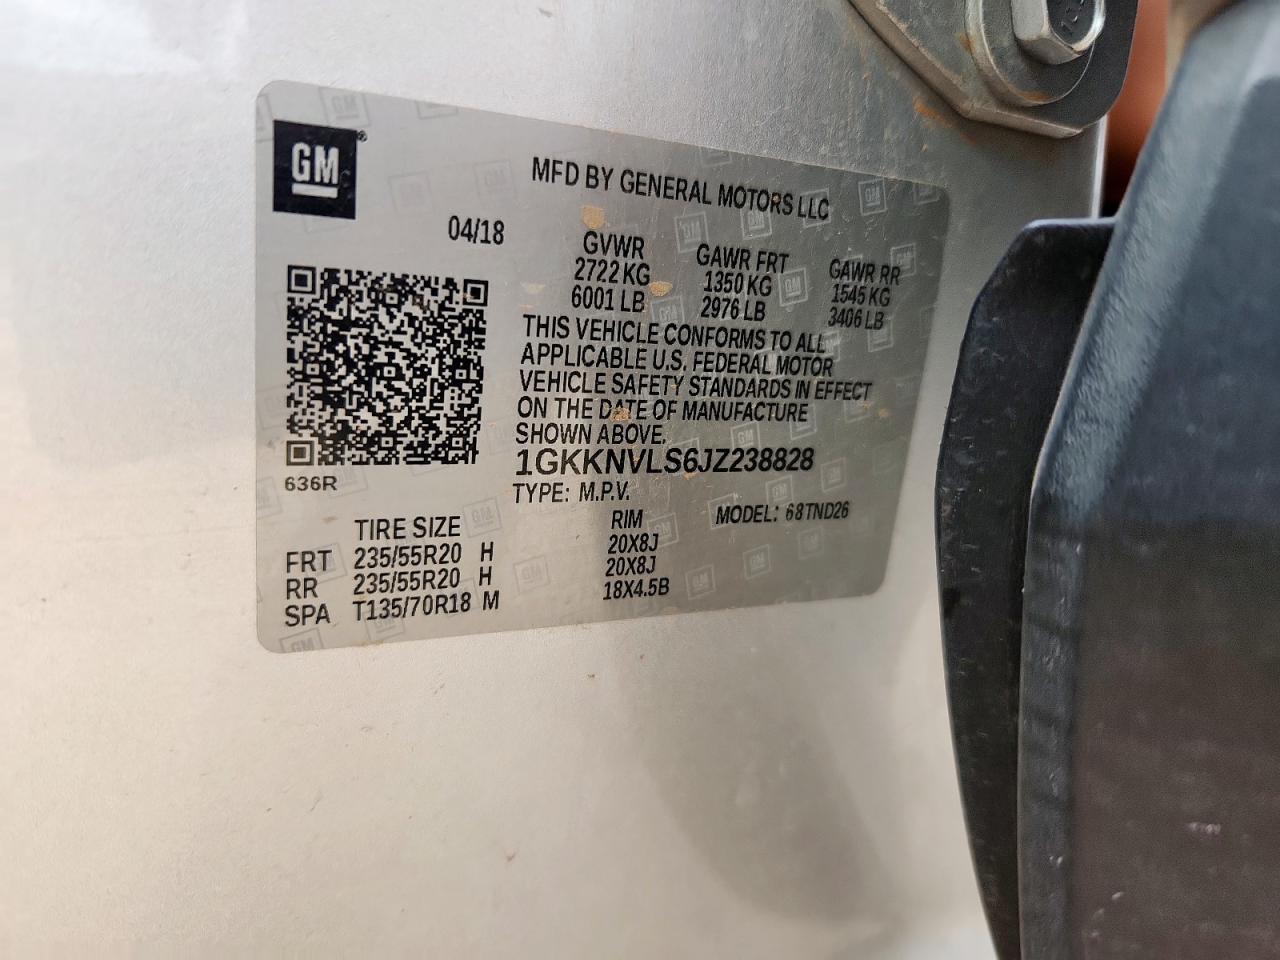 GM
MFD BY GENERAL MOTORS LLC
04/18
GVWR GAWR FRT GAWR RR
2722 KG 1350 KG 1545 KG
6001 LB 2976 LB 3406 LB
THIS VEHICLE CONFORMS TO ALL
APPLICABLE U.S. FEDERAL MOTOR
VEHICLE SAFETY STANDARDS IN EFFECT
ON THE DATE OF MANUFACTURE
SHOWN ABOVE.
1GKKNVLS6JZ238828
636R
TYPE: M.P.V. MODEL: 68TND26
TIRE SIZE RIM
FRT 235/55R20 H 20X8J
RR 235/55R20 H 20X8J
SPA T135/70R18 M 18X4.5B